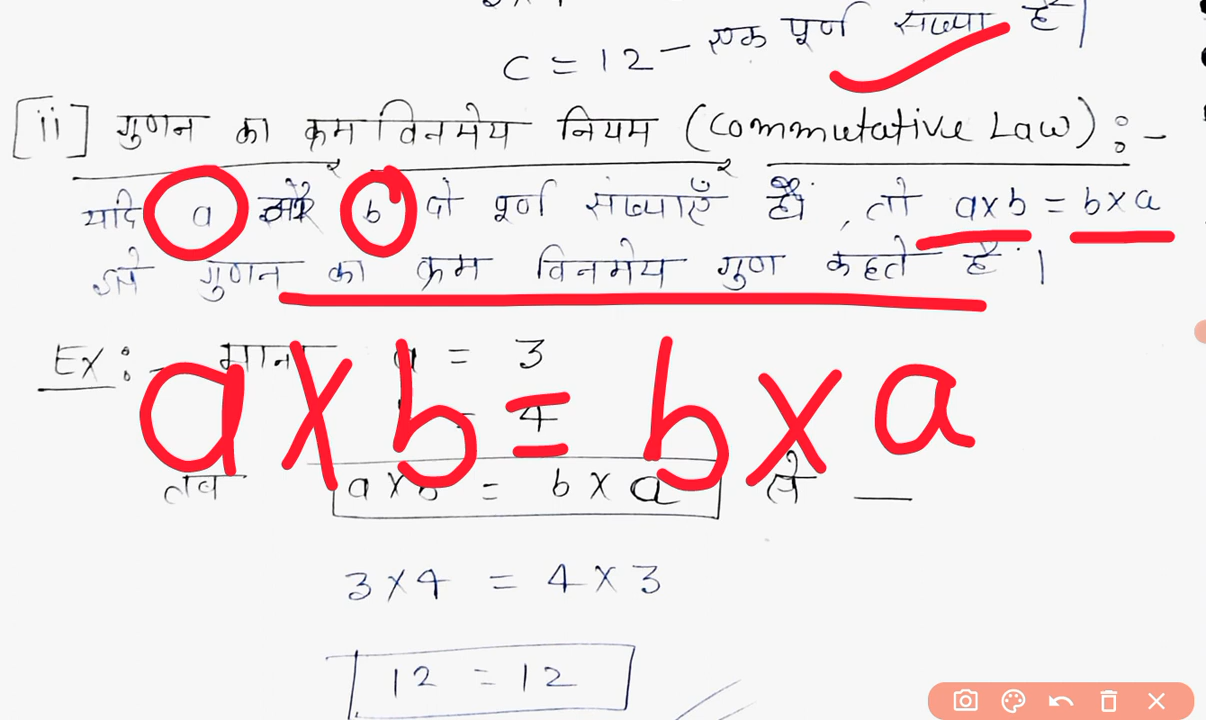 C = 12 - एक पूर्ण संख्या है।
[ii] गुणन का क्रम विनमेय नियम (Commutative Law) :-
यदि a और b दो पूर्ण संख्याएँ हों, तो a x b = b x a
इसे गुणन का क्रम विनमेय गुण कहते हैं।
Ex:- माना a = 3
= 4
a x b = b x a
तब a x b = b x a से —
3 x 4 = 4 x 3
12 = 12